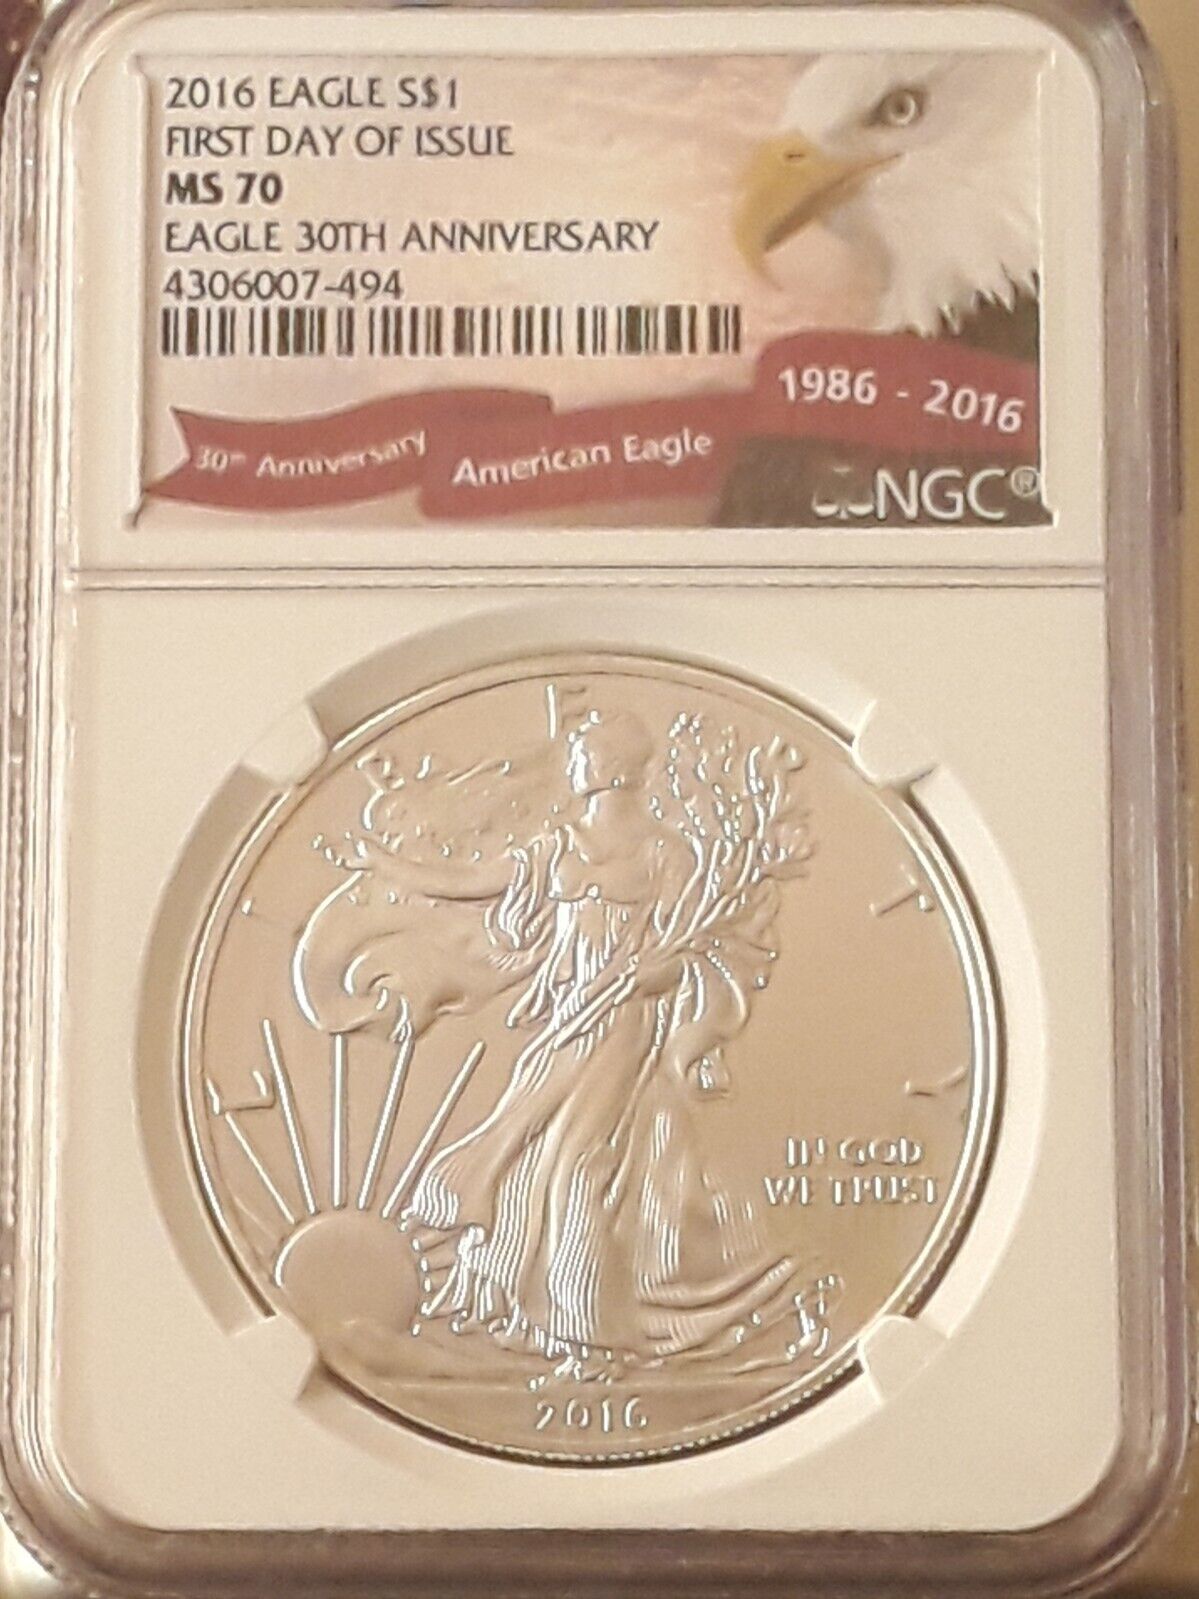 2016 EAGLE S$1
FIRST DAY OF ISSUE
MS 70
EAGLE 30TH ANNIVERSARY
4306007-494
30th Anniversary
American Eagle
1986 - 2016
NGC®
LIBERTY
IN GOD
WE TRUST
2016